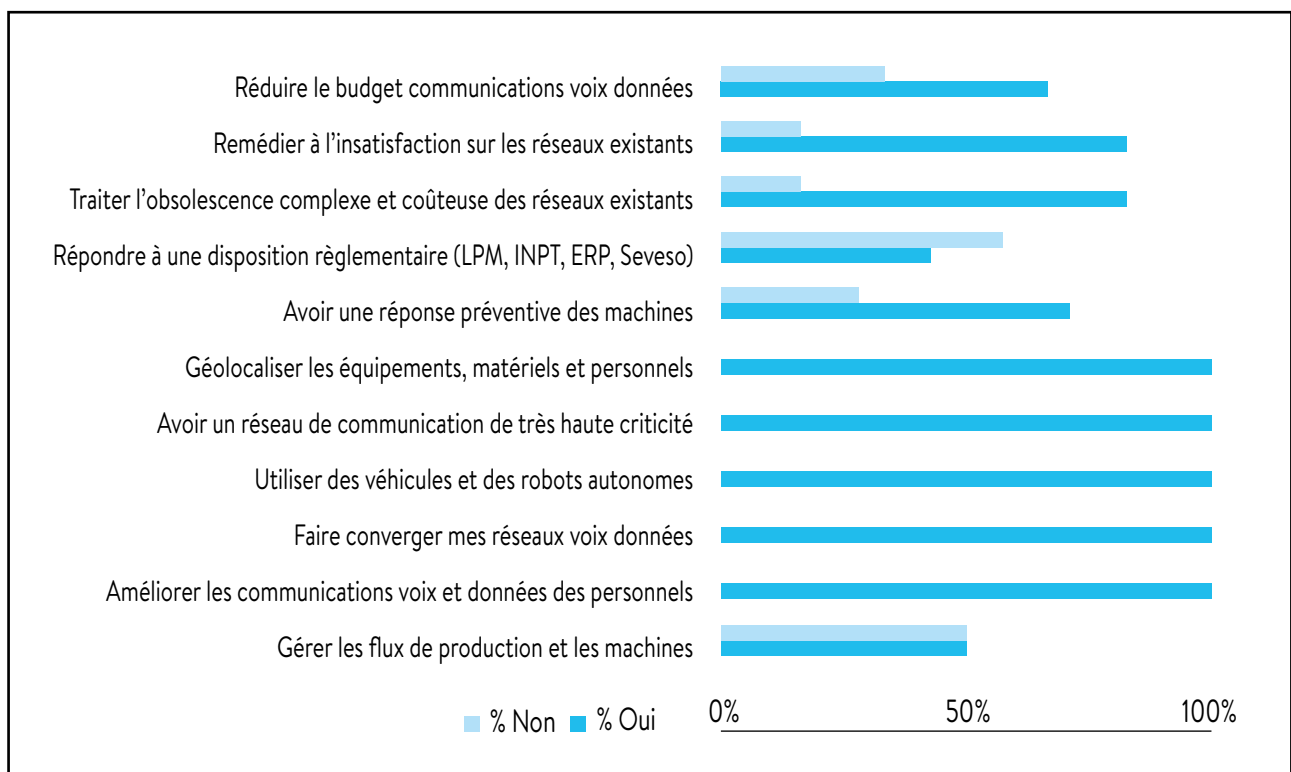 Réduire le budget communications voix données
Remédier à l'insatisfaction sur les réseaux existants
Traiter l'obsolescence complexe et coûteuse des réseaux existants
Répondre à une disposition règlementaire (LPM, INPT, ERP, Seveso)
Avoir une réponse préventive des machines
Géolocaliser les équipements, matériels et personnels
Avoir un réseau de communication de très haute criticité
Utiliser des véhicules et des robots autonomes
Faire converger mes réseaux voix données
Améliorer les communications voix et données des personnels
Gérer les flux de production et les machines
% Non % Oui 0% 50% 100%